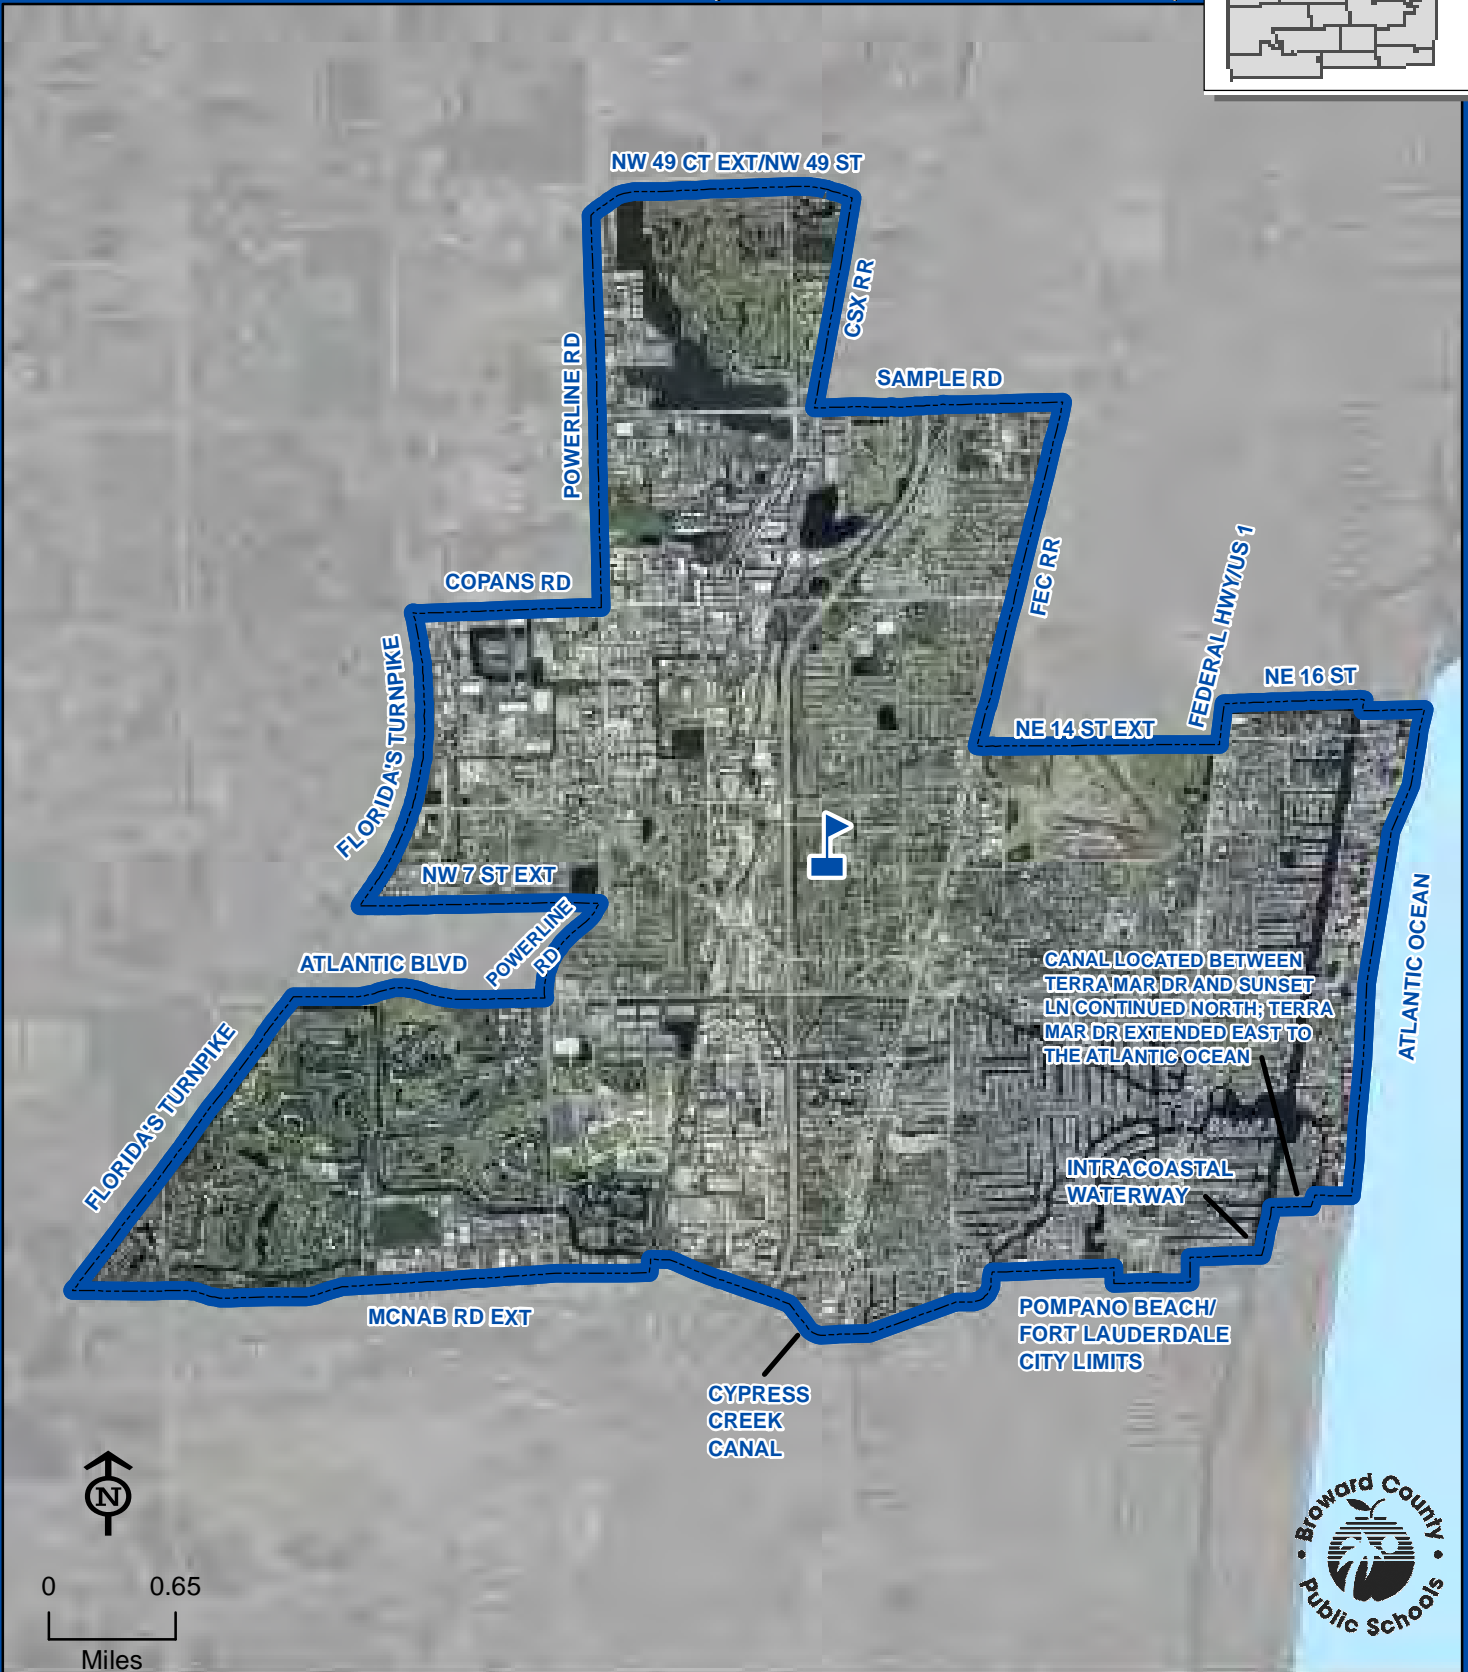 NW 49 CT EXT/NW 49 ST
CSX RR
SAMPLE RD
POWERLINE RD
FEC RR
COPANS RD
FEDERAL HWY/US 1
FLORIDA'S TURNPIKE
NE 16 ST
NE 14 ST EXT
NW 7 ST EXT
POWERLINE
RD
ATLANTIC BLVD
ATLANTIC OCEAN
CANAL LOCATED BETWEEN
TERRA MAR DR AND SUNSET
LN CONTINUED NORTH; TERRA
MAR DR EXTENDED EAST TO
THE ATLANTIC OCEAN
FLORIDA'S TURNPIKE
INTRACOASTAL
WATERWAY
MCNAB RD EXT
POMPANO BEACH/
FORT LAUDERDALE
CITY LIMITS
CYPRESS
CREEK
CANAL
N
0 0.65
Miles
Broward County
Public Schools